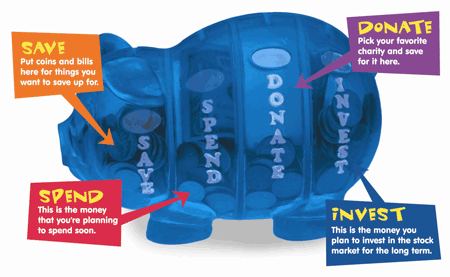 SAVE
Put coins and bills
here for things you
want to save up for.
DONATE
Pick your favorite
charity and save
for it here.
SAVE
SPEND
DONATE
INVEST
SPEND
This is the money
that you're planning
to spend soon.
INVEST
This is the money you
plan to invest in the stock
market for the long term.